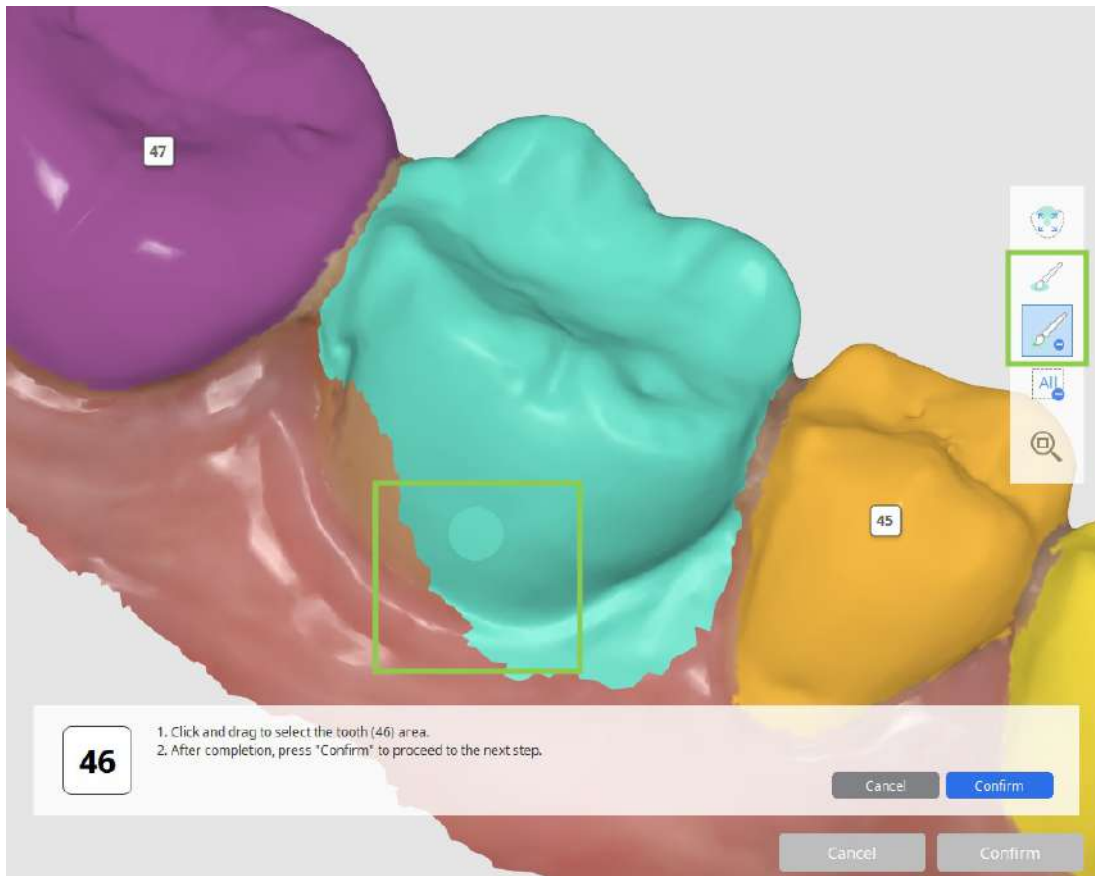 47
All
45
46
1. Click and drag to select the tooth (46) area.
2. After completion, press "Confirm" to proceed to the next step.
Cancel Confirm
Cancel Confirm